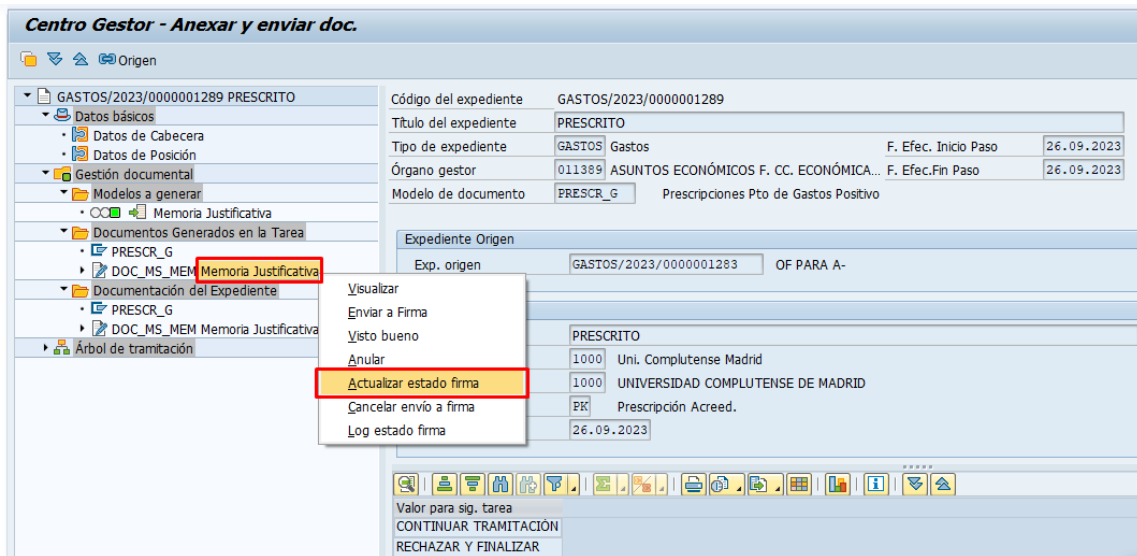 Centro Gestor - Anexar y enviar doc.
Origen
GASTOS/2023/0000001289 PRESCRITO
Datos básicos
Datos de Cabecera
Datos de Posición
Gestión documental
Modelos a generar
Memoria Justificativa
Documentos Generados en la Tarea
PRESCR_G
DOC_MS_MEM Memoria Justificativa
Documentación del Expediente
PRESCR_G
DOC_MS_MEM Memoria Justificativa
Árbol de tramitación
Visualizar
Enviar a Firma
Visto bueno
Anular
Actualizar estado firma
Cancelar envío a firma
Log estado firma
Código del expediente GASTOS/2023/0000001289
Título del expediente PRESCRITO
Tipo de expediente GASTOS Gastos F. Efec. Inicio Paso 26.09.2023
Órgano gestor 011389 ASUNTOS ECONÓMICOS F. CC. ECONÓMICA... F. Efec.Fin Paso 26.09.2023
Modelo de documento PRESCR_G Prescripciones Pto de Gastos Positivo
Expediente Origen
Exp. origen GASTOS/2023/0000001283 OF PARA A-
PRESCRITO
1000 Uni. Complutense Madrid
1000 UNIVERSIDAD COMPLUTENSE DE MADRID
PK Prescripción Acreed.
26.09.2023
Valor para sig. tarea
CONTINUAR TRAMITACIÓN
RECHAZAR Y FINALIZAR